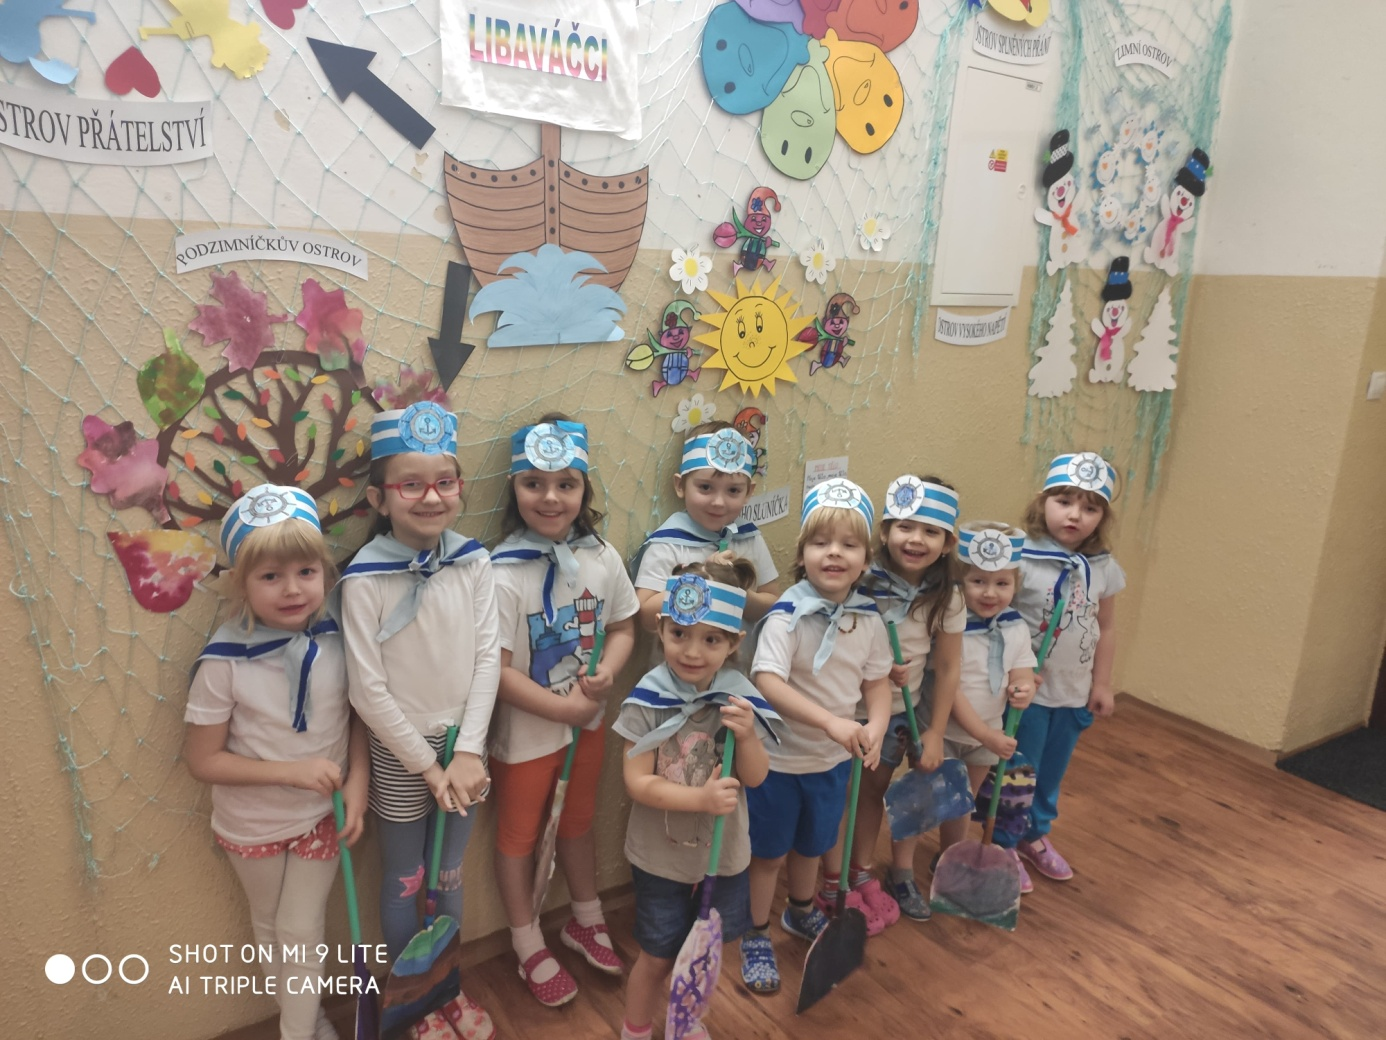 LIBAVÁČCI
OSTROV SPLNĚNÝCH PŘÁNÍ
ZIMNÍ OSTROV
STROV PŘÁTELSTVÍ
PODZIMNÍČKŮV OSTROV
OSTROV VYSOKÉHO NAPĚTÍ
HO SLUNÍČKA
SHOT ON MI 9 LITE
AI TRIPLE CAMERA